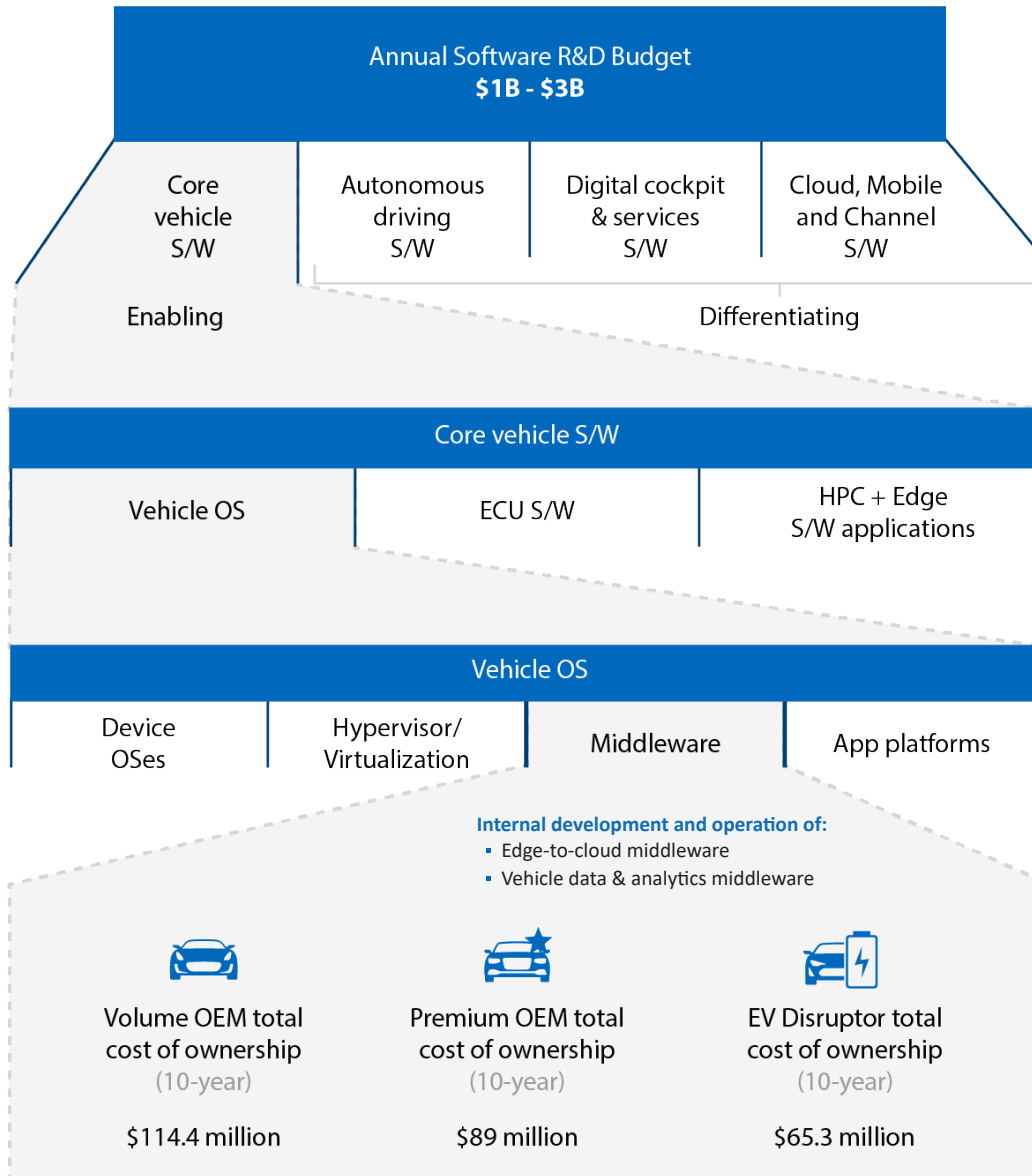 Annual Software R&D Budget
$1B - $3B
Core
vehicle
S/W
Autonomous
driving
S/W
Digital cockpit
& services
S/W
Cloud, Mobile
and Channel
S/W
Enabling
Differentiating
Core vehicle S/W
Vehicle OS
ECU S/W
HPC + Edge
S/W applications
Vehicle OS
Device
OSes
Hypervisor/
Virtualization
Middleware
App platforms
Internal development and operation of:
▪ Edge-to-cloud middleware
▪ Vehicle data & analytics middleware
Volume OEM total
cost of ownership
(10-year)
$114.4 million
Premium OEM total
cost of ownership
(10-year)
$89 million
EV Disruptor total
cost of ownership
(10-year)
$65.3 million